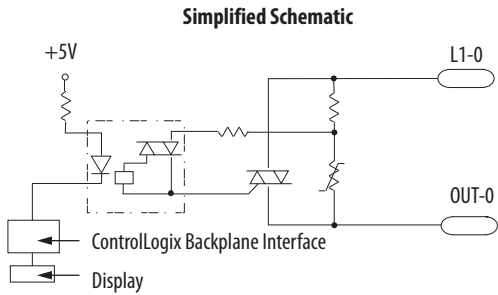 Simplified Schematic
+5V
L1-0
OUT-0
ControlLogix Backplane Interface
Display